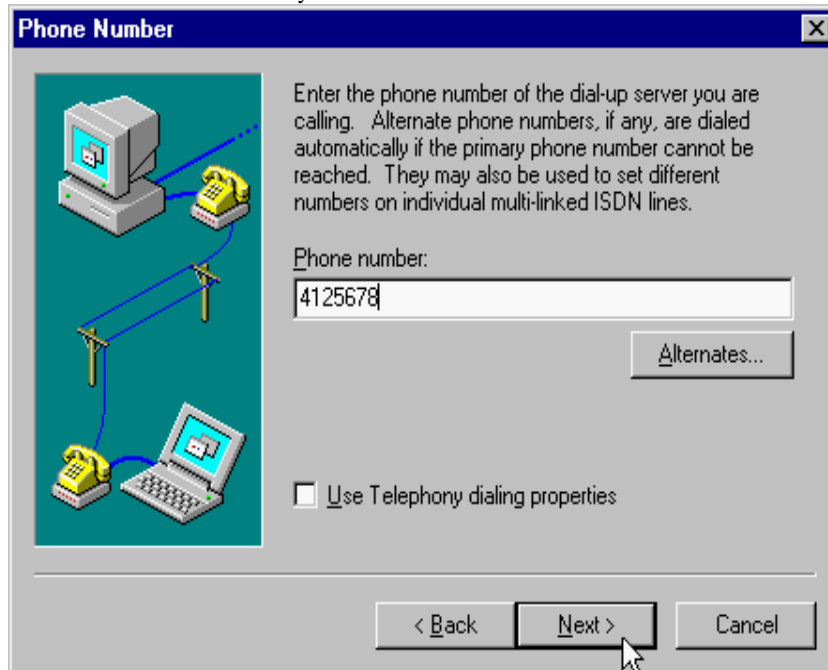 Phone Number
Enter the phone number of the dial-up server you are
calling.  Alternate phone numbers, if any, are dialed
automatically if the primary phone number cannot be
reached.  They may also be used to set different
numbers on individual multi-linked ISDN lines.
Phone number:
4125678
Alternates...
Use Telephony dialing properties
< Back
Next >
Cancel